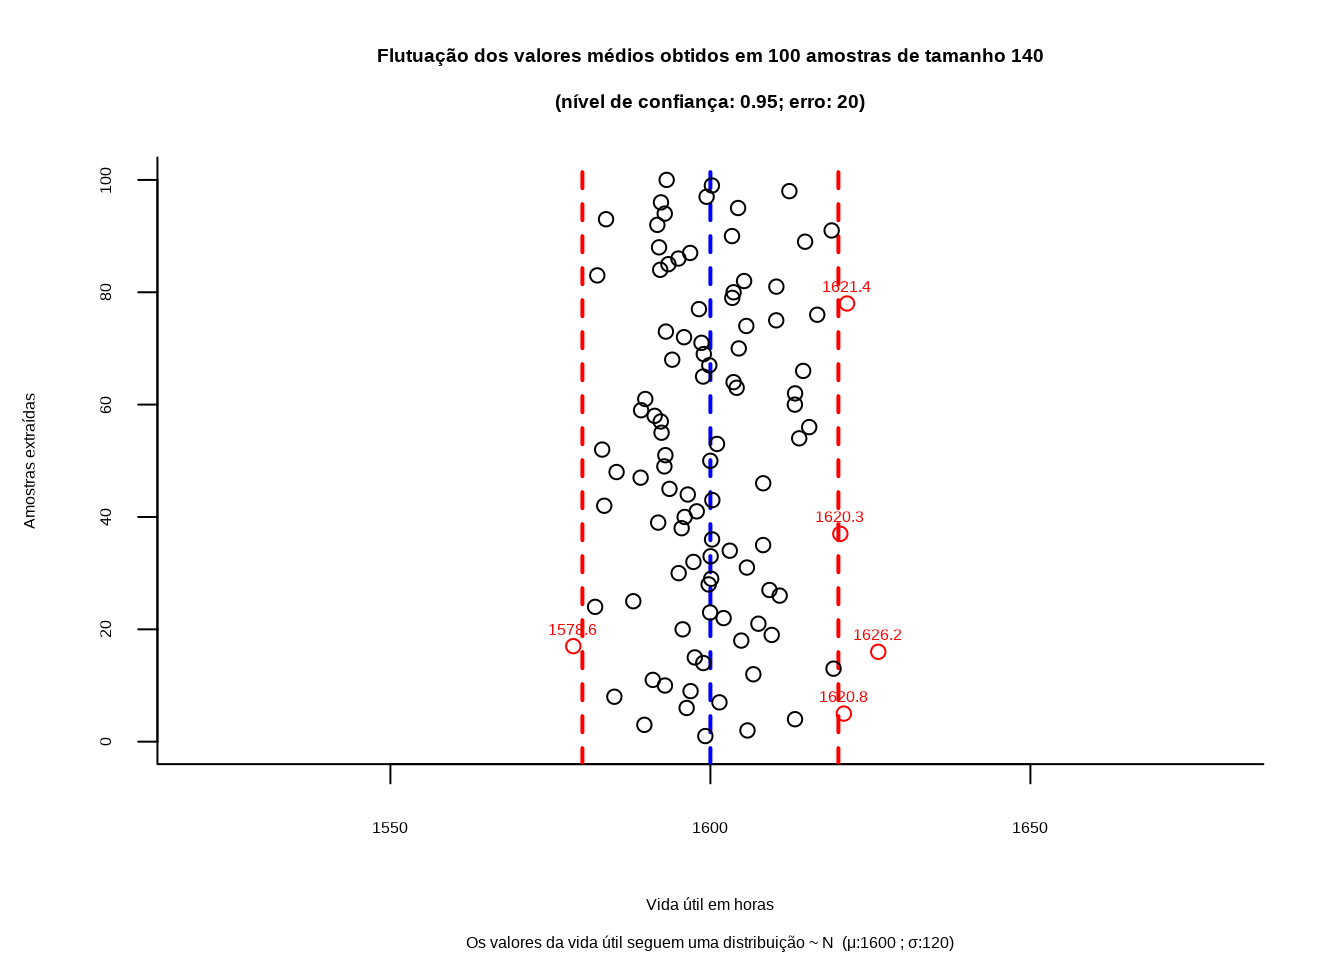 Flutuação dos valores médios obtidos em 100 amostras de tamanho 140
(nível de confiança: 0.95; erro: 20)
Amostras extraídas
100
80
60
40
20
0
1621.4
1620.3
1578.6
1626.2
1620.8
1550
1600
1650
Vida útil em horas
Os valores da vida útil seguem uma distribuição ~ N (μ:1600 ; σ:120)